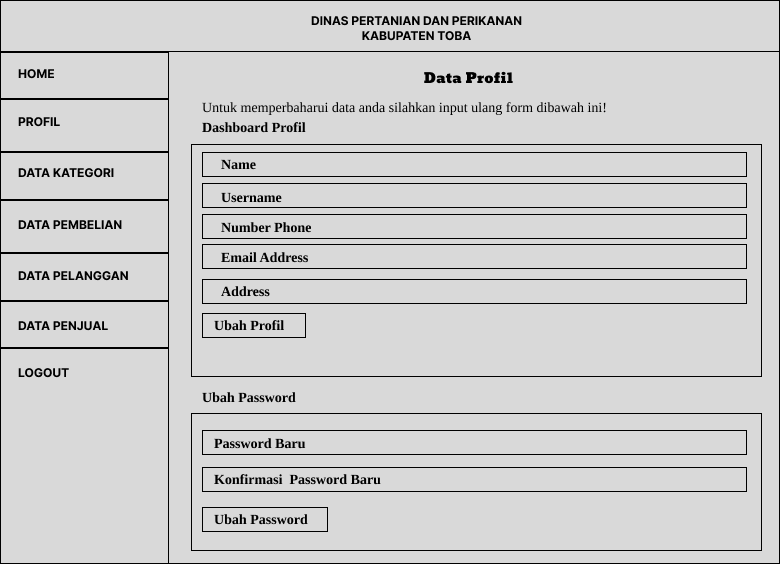 DINAS PERTANIAN DAN PERIKANAN
KABUPATEN TOBA
HOME
PROFIL
DATA KATEGORI
DATA PEMBELIAN
DATA PELANGGAN
DATA PENJUAL
LOGOUT
Data Profil
Untuk memperbaharui data anda silahkan input ulang form dibawah ini!
Dashboard Profil
Name
Username
Number Phone
Email Address
Address
Ubah Profil
Ubah Password
Password Baru
Konfirmasi  Password Baru
Ubah Password